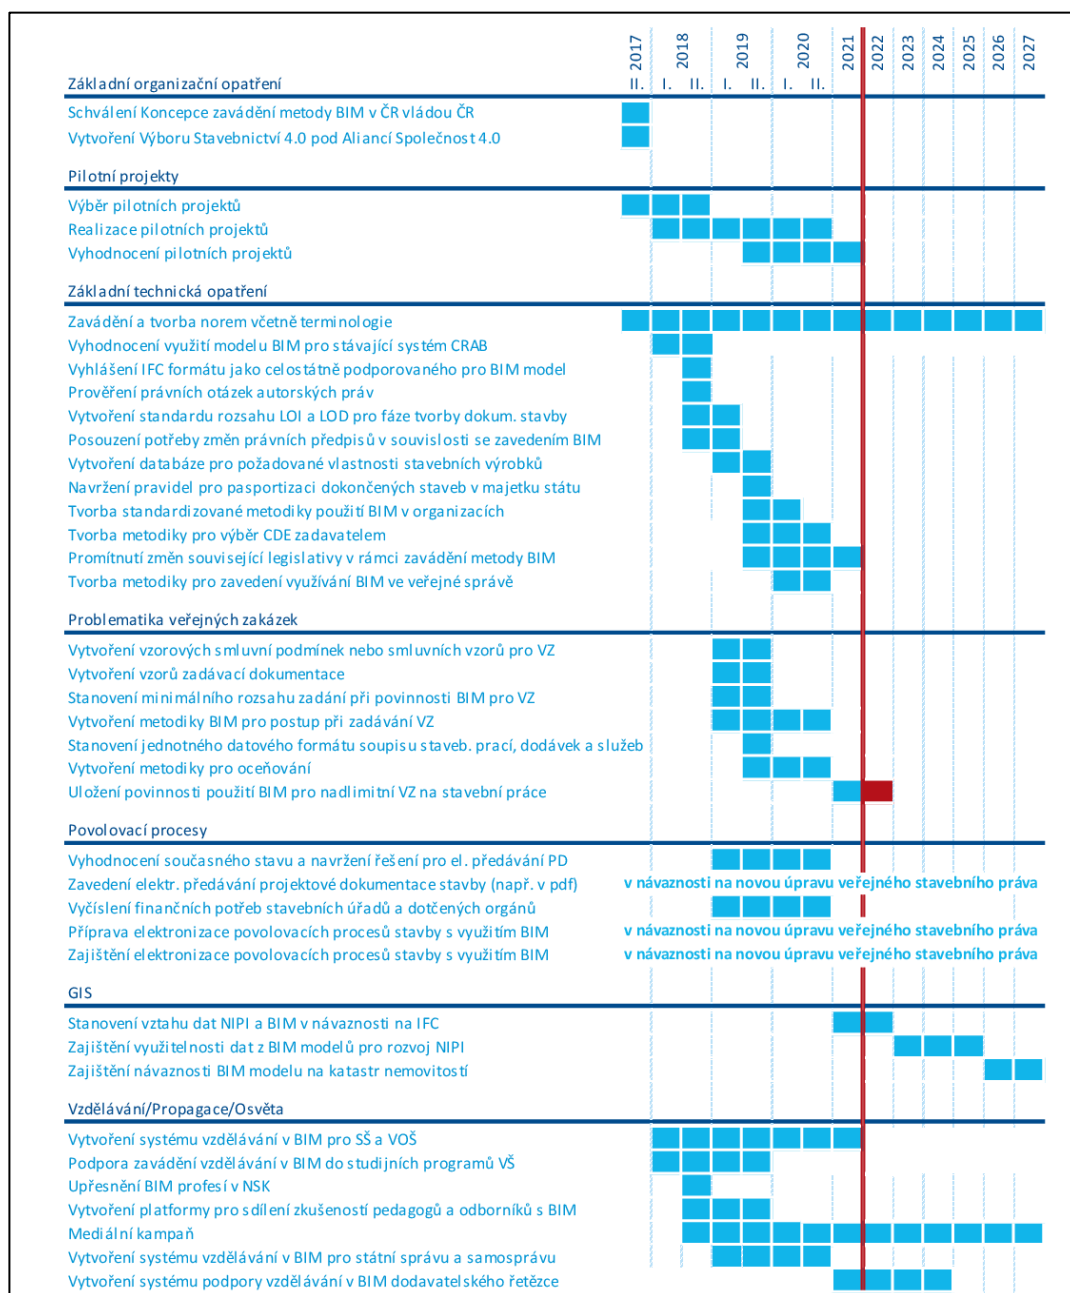 2017 2018 2019 2020 2021 2022 2023 2024 2025 2026 2027
Základní organizační opatření II. I. II. I. II. I. II.
Schválení Koncepce zavádění metody BIM v ČR vládou ČR
Vytvoření Výboru Stavebnictví 4.0 pod Aliancí Společnost 4.0
Pilotní projekty
Výběr pilotních projektů
Realizace pilotních projektů
Vyhodnocení pilotních projektů
Základní technická opatření
Zavádění a tvorba norem včetně terminologie
Vyhodnocení využití modelu BIM pro stávající systém CRAB
Vyhlášení IFC formátu jako celostátně podporovaného pro BIM model
Prověření právních otázek autorských práv
Vytvoření standardu rozsahu LOI a LOD pro fáze tvorby dokum. stavby
Posouzení potřeby změn právních předpisů v souvislosti se zavedením BIM
Vytvoření databáze pro požadované vlastnosti stavebních výrobků
Navržení pravidel pro pasportizaci dokončených staveb v majetku státu
Tvorba standardizované metodiky použití BIM v organizacích
Tvorba metodiky pro výběr CDE zadavatelem
Promítnutí změn související legislativy v rámci zavádění metody BIM
Tvorba metodiky pro zavedení využívání BIM ve veřejné správě
Problematika veřejných zakázek
Vytvoření vzorových smluvní podmínek nebo smluvních vzorů pro VZ
Vytvoření vzorů zadávací dokumentace
Stanovení minimálního rozsahu zadání při povinnosti BIM pro VZ
Vytvoření metodiky BIM pro postup při zadávání VZ
Stanovení jednotného datového formátu soupisu staveb. prací, dodávek a služeb
Vytvoření metodiky pro oceňování
Uložení povinnosti použití BIM pro nadlimitní VZ na stavební práce
Povolovací procesy
Vyhodnocení současného stavu a navržení řešení pro el. předávání PD
Zavedení elektr. předávání projektové dokumentace stavby (např. v pdf) v návaznosti na novou úpravu veřejného stavebního práva
Vyčíslení finančních potřeb stavebních úřadů a dotčených orgánů
Příprava elektronizace povolovacích procesů stavby s využitím BIM v návaznosti na novou úpravu veřejného stavebního práva
Zajištění elektronizace povolovacích procesů stavby s využitím BIM v návaznosti na novou úpravu veřejného stavebního práva
GIS
Stanovení vztahu dat NIPI a BIM v návaznosti na IFC
Zajištění využitelnosti dat z BIM modelů pro rozvoj NIPI
Zajištění návaznosti BIM modelu na katastr nemovitostí
Vzdělávání/Propagace/Osvěta
Vytvoření systému vzdělávání v BIM pro SŠ a VOŠ
Podpora zavádění vzdělávání v BIM do studijních programů VŠ
Upřesnění BIM profesí v NSK
Vytvoření platformy pro sdílení zkušeností pedagogů a odborníků s BIM
Mediální kampaň
Vytvoření systému vzdělávání v BIM pro státní správu a samosprávu
Vytvoření systému podpory vzdělávání v BIM dodavatelského řetězce